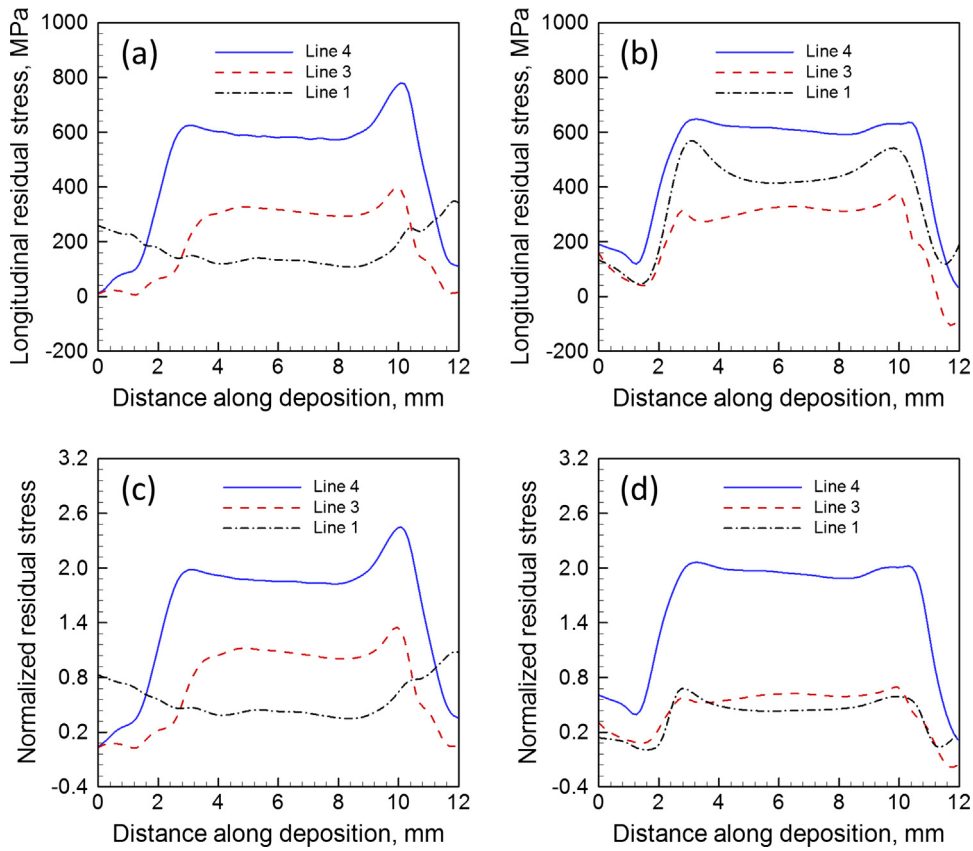 (a)
Line 4
Line 3
Line 1
1000
800
600
400
200
0
-200
Longitudinal residual stress, MPa
0 2 4 6 8 10 12
Distance along deposition, mm
(b)
Line 4
Line 3
Line 1
1000
800
600
400
200
0
-200
Longitudinal residual stress, MPa
0 2 4 6 8 10 12
Distance along deposition, mm
(c)
Line 4
Line 3
Line 1
3.2
2.6
2.0
1.4
0.8
0.2
-0.4
Normalized residual stress
0 2 4 6 8 10 12
Distance along deposition, mm
(d)
Line 4
Line 3
Line 1
3.2
2.6
2.0
1.4
0.8
0.2
-0.4
Normalized residual stress
0 2 4 6 8 10 12
Distance along deposition, mm